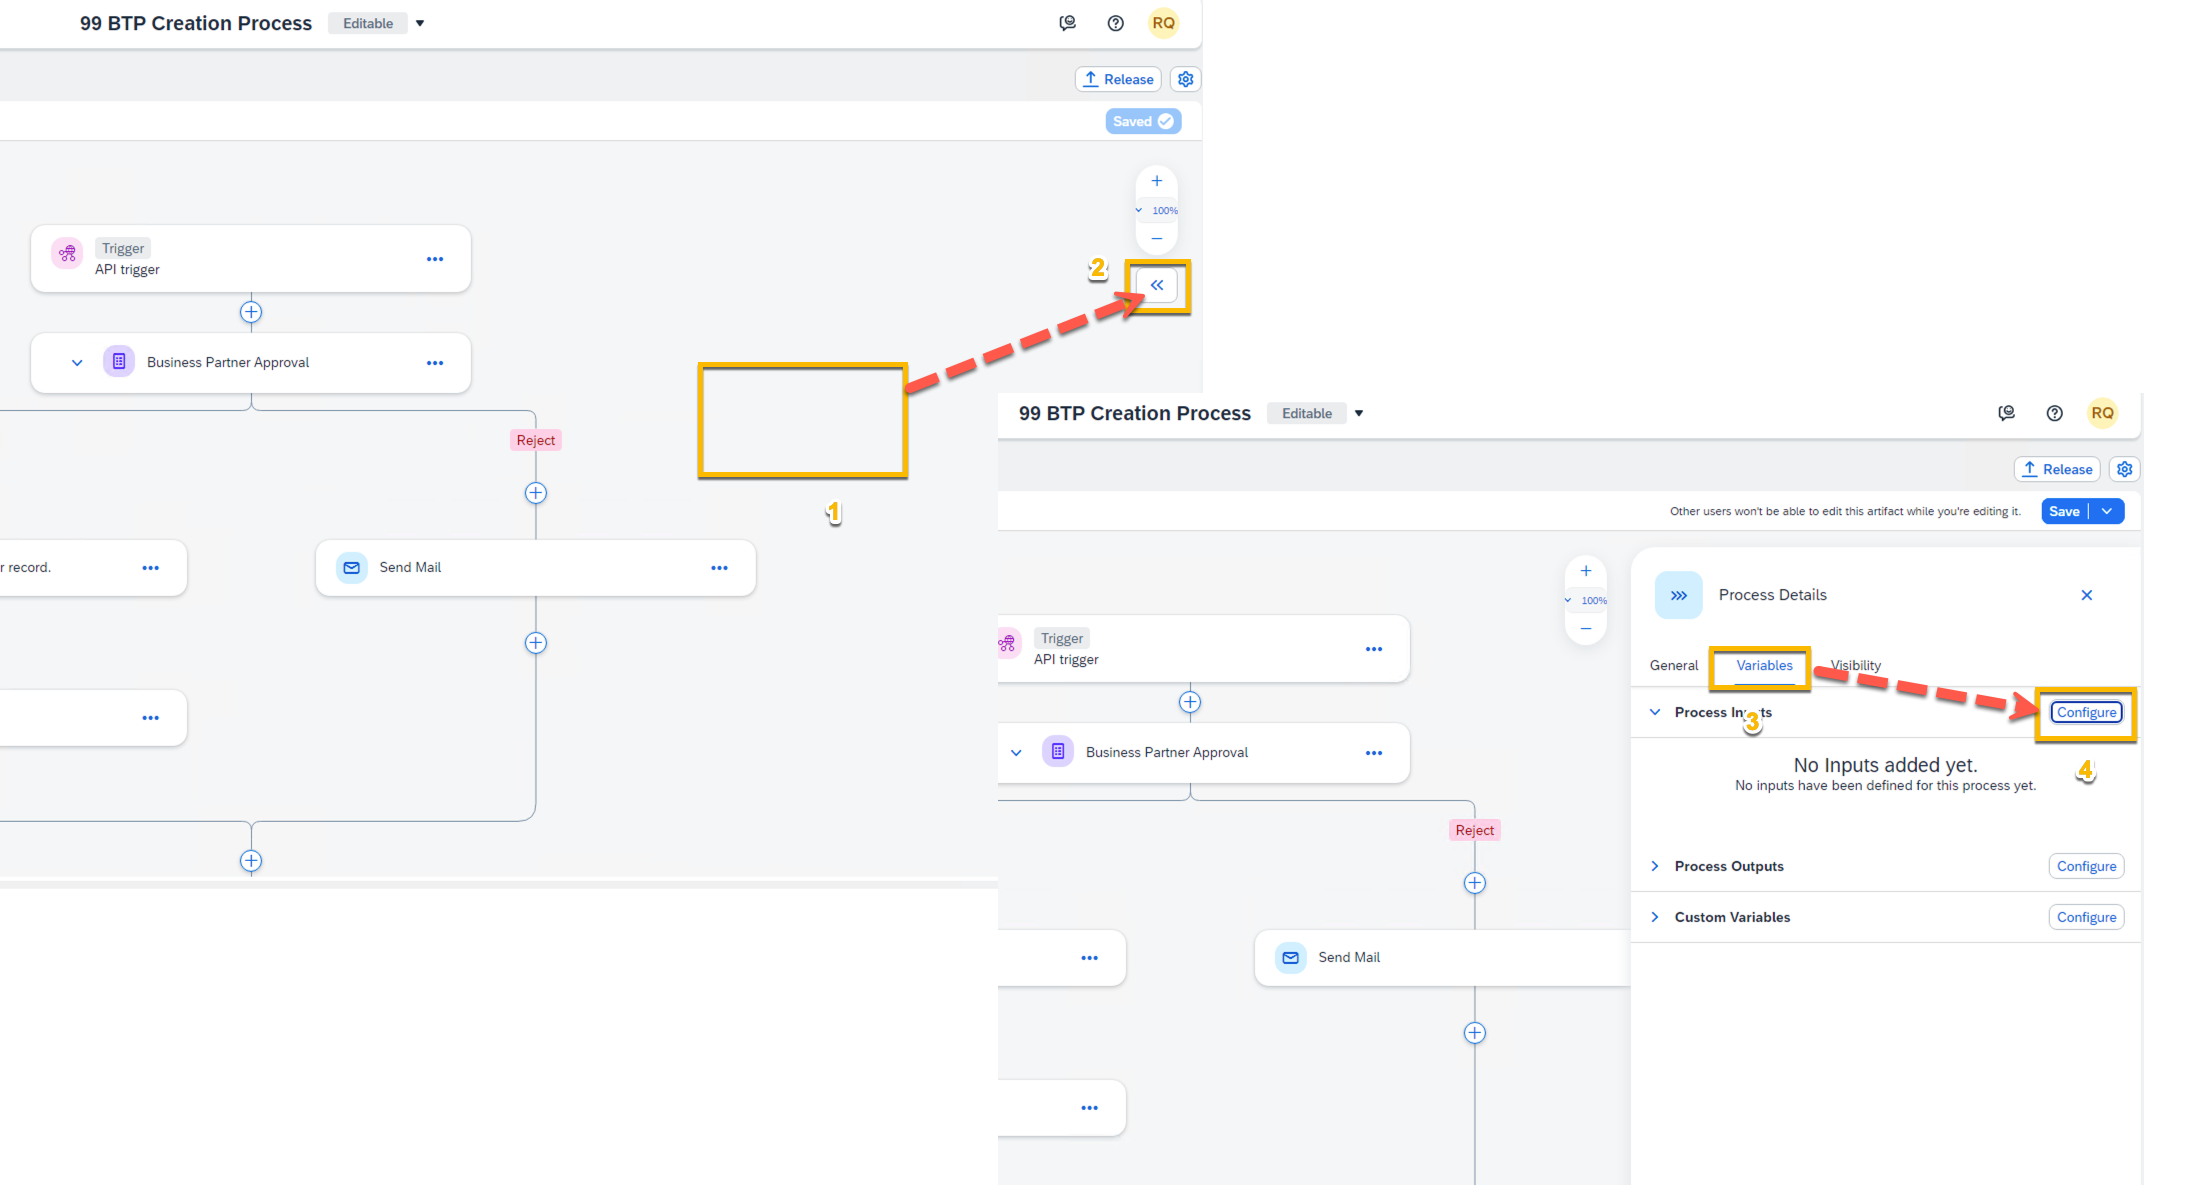 99 BTP Creation Process
Editable
RQ
Release
Saved
100%
Trigger
API trigger
2
Business Partner Approval
Reject
1
r record.
Send Mail
99 BTP Creation Process
Editable
RQ
Release
Other users won't be able to edit this artifact while you're editing it.
Save
100%
Process Details
Trigger
API trigger
General
Variables
Visibility
Process Inputs
Configure
3
Business Partner Approval
No Inputs added yet.
4
No inputs have been defined for this process yet.
Reject
Process Outputs
Configure
Custom Variables
Configure
Send Mail